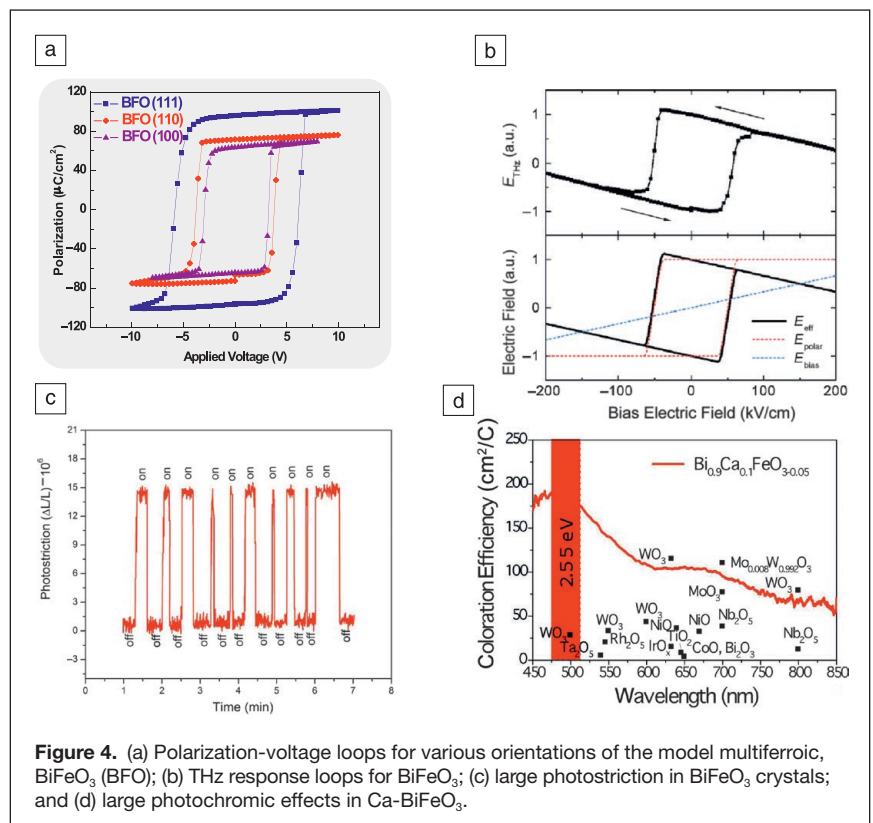 a
BFO (111)
BFO (110)
BFO (100)
120
80
40
0
−40
−80
−120
−10
−5
0
5
10
Polarization (μC/cm²)
Applied Voltage (V)
b
1
0
−1
E_THz (a.u.)
1
0
−1
Electric Field (a.u.)
E_eff
E_polar
E_bias
−200
−100
0
100
200
Bias Electric Field (kV/cm)
c
21
18
15
12
9
6
3
0
−3
Photostriction (ΔL/L)−10⁶
on on on on on on on on on
off off off off off off off off off off
0 1 2 3 4 5 6 7 8
Time (min)
d
250
200
150
100
50
0
Coloration Efficiency (cm²/C)
2.55 eV
Bi₀.₉Ca₀.₁FeO₃₋₀.₀₅
WO₃
Mo₀.₀₀₈W₀.₉₉₂O₃
WO₃
MoO₃
WO₃
WO₃
NiO
NiO
Nb₂O₅
WO₃
Rh₂O₅
TiO₂
Nb₂O₅
Ta₂O₅
IrOₓ
CoO, Bi₂O₃
450 500 550 600 650 700 750 800 850
Wavelength (nm)
Figure 4. (a) Polarization-voltage loops for various orientations of the model multiferroic,
BiFeO₃ (BFO); (b) THz response loops for BiFeO₃; (c) large photostriction in BiFeO₃ crystals;
and (d) large photochromic effects in Ca-BiFeO₃.